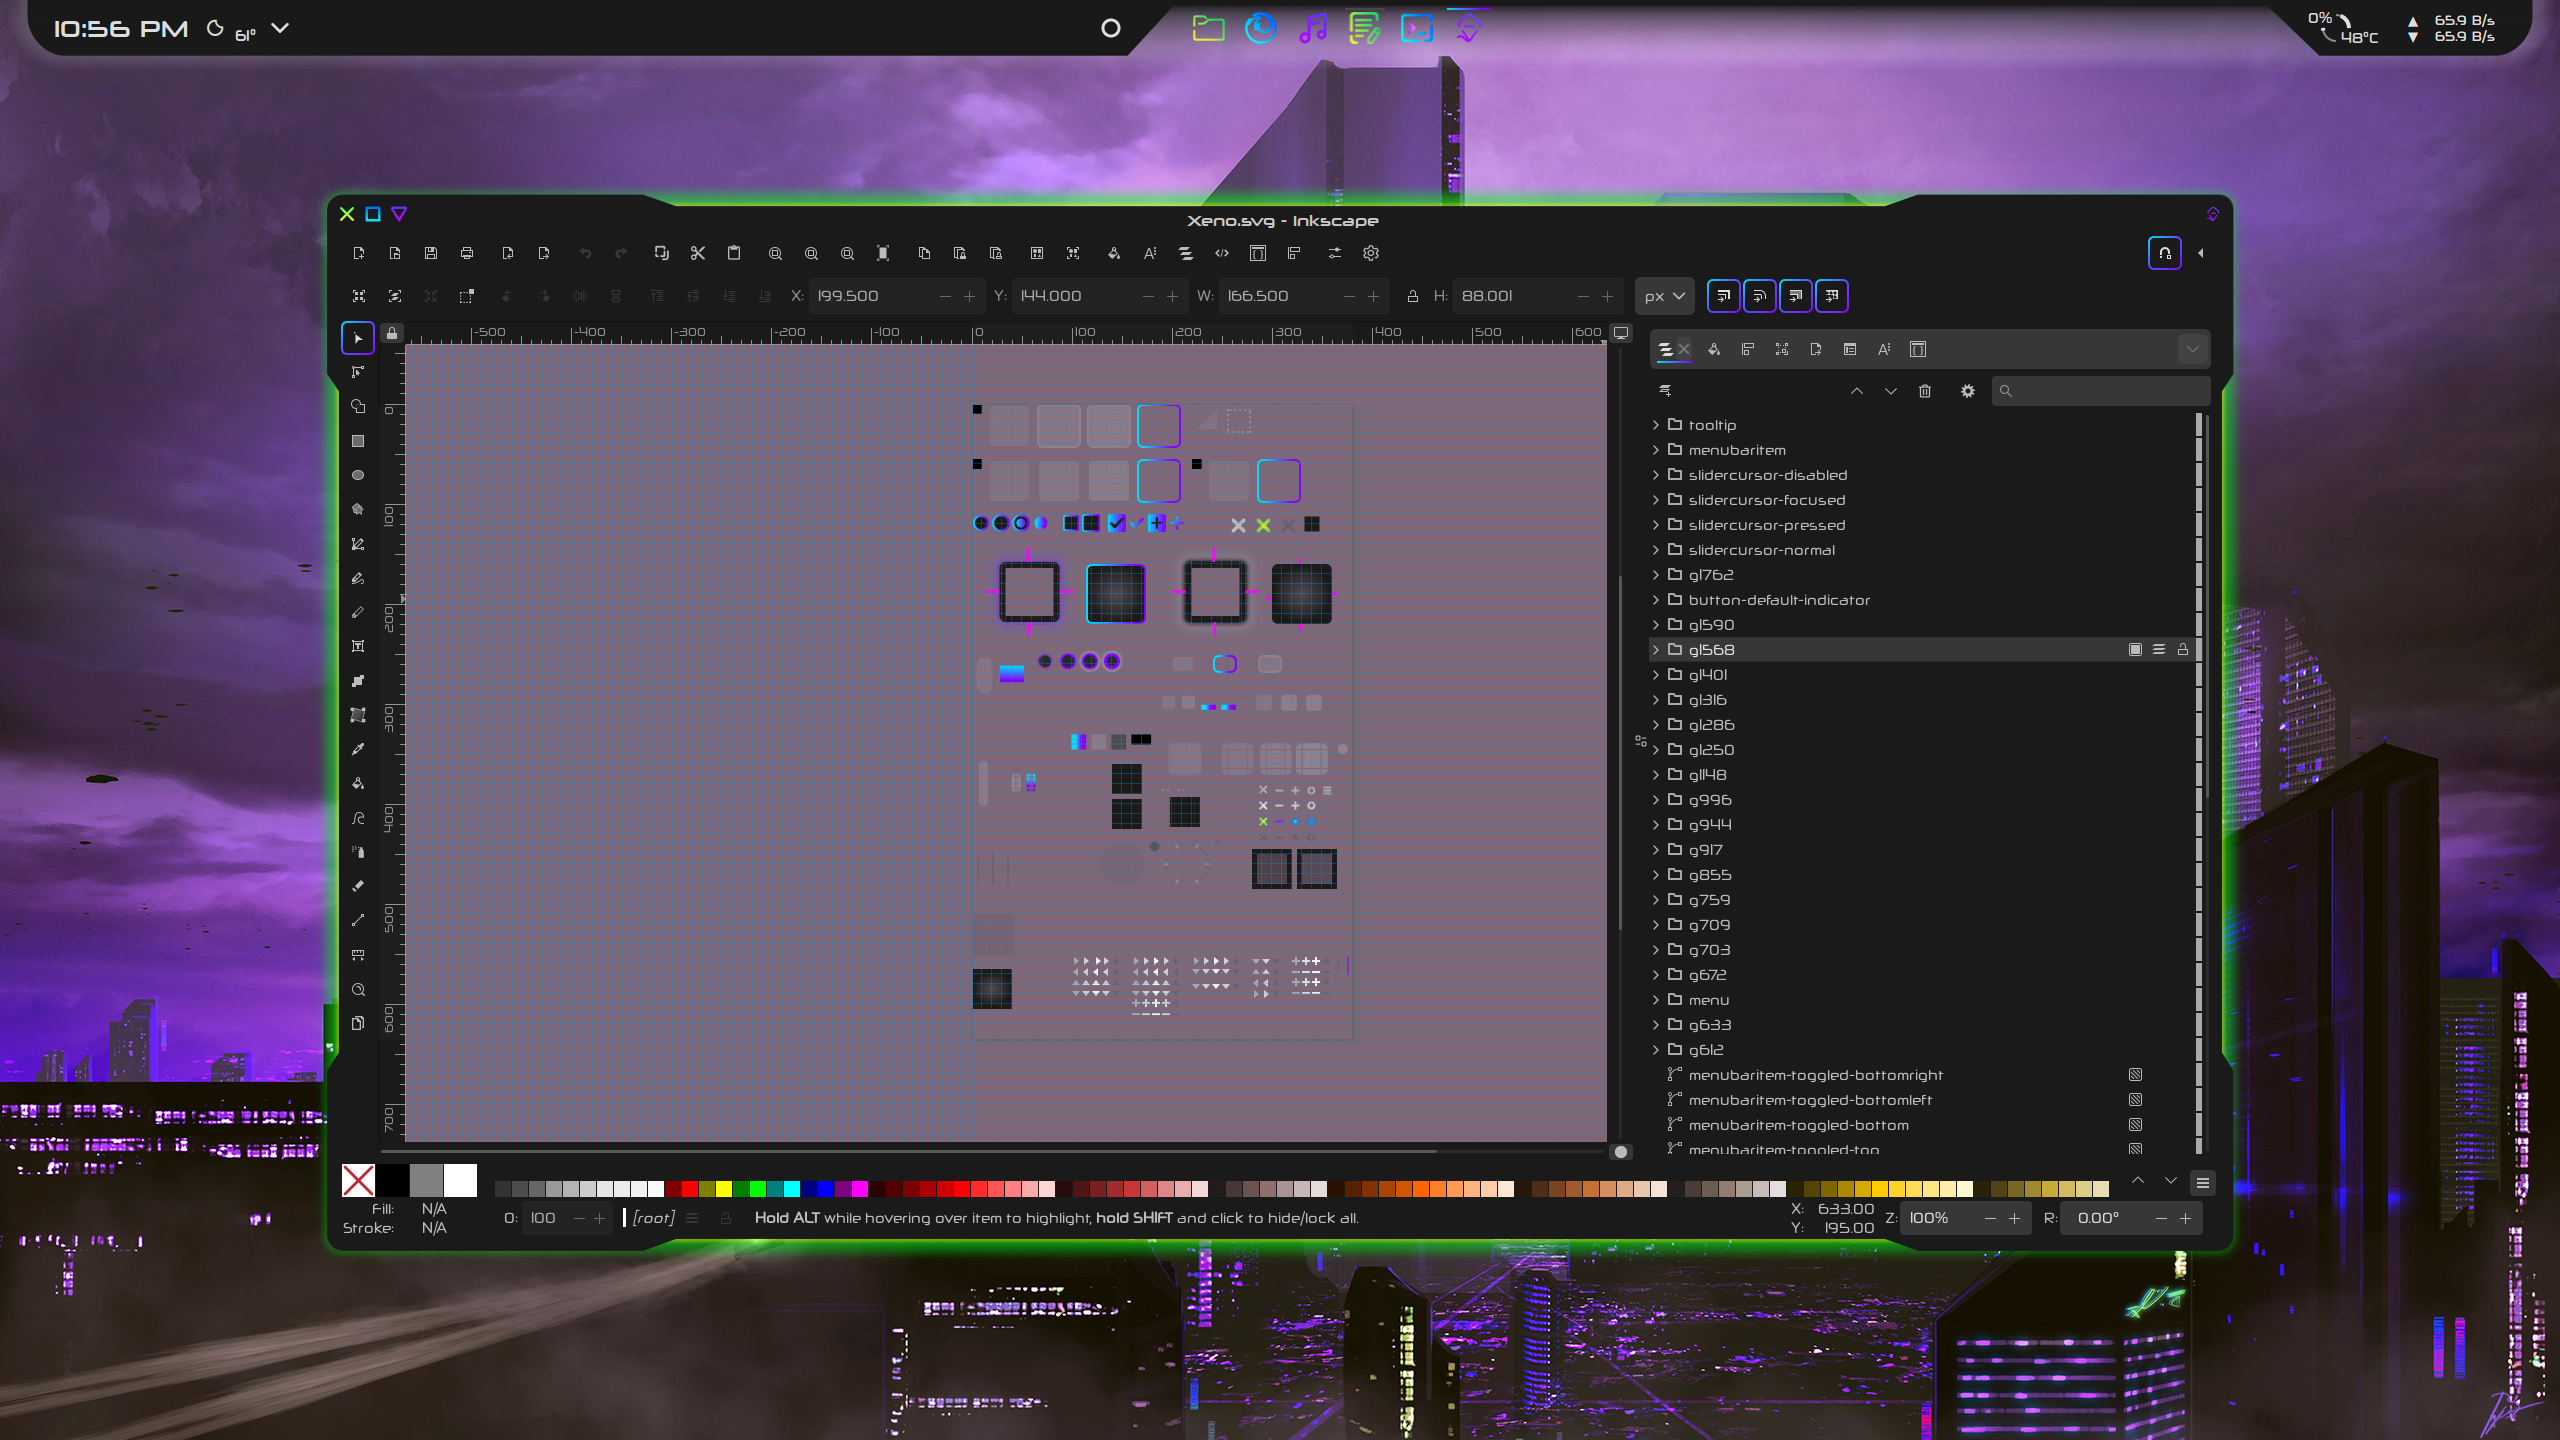 10:56 PM
61°
0%
48°C
65.9 B/s
65.9 B/s
Xeno.svg - Inkscape
X: 199.500
Y: 144.000
W: 166.500
H: 88.001
px
-500 -400 -300 -200 -100 0 100 200 300 400 500 600
0
100
200
300
400
500
600
700
tooltip
menubaritem
slidercursor-disabled
slidercursor-focused
slidercursor-pressed
slidercursor-normal
g1762
button-default-indicator
g1590
g1568
g1401
g1316
g1286
g1250
g1148
g996
g944
g917
g855
g759
g709
g703
g672
menu
g633
g612
menubaritem-toggled-bottomright
menubaritem-toggled-bottomleft
menubaritem-toggled-bottom
menubaritem-toggled-top
Fill: N/A
Stroke: N/A
O: 100
[root]
Hold ALT while hovering over item to highlight, hold SHIFT and click to hide/lock all.
X: 633.00
Y: 195.00
Z: 100%
R: 0.00°